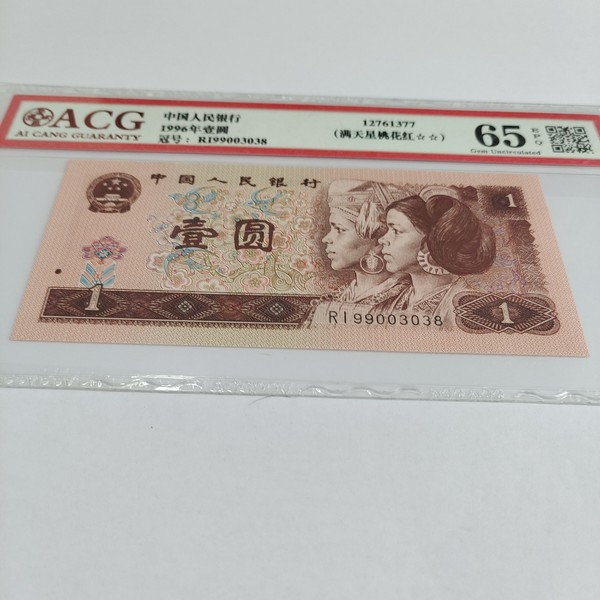 ACG
AI CANG GUARANTY
中国人民银行
1996年壹圆
冠号: RI99003038
12761377
(满天星桃花红☆☆)
65
EPQ
Gem Uncirculated
中国人民银行
1
壹圆
1
RI99003038
1